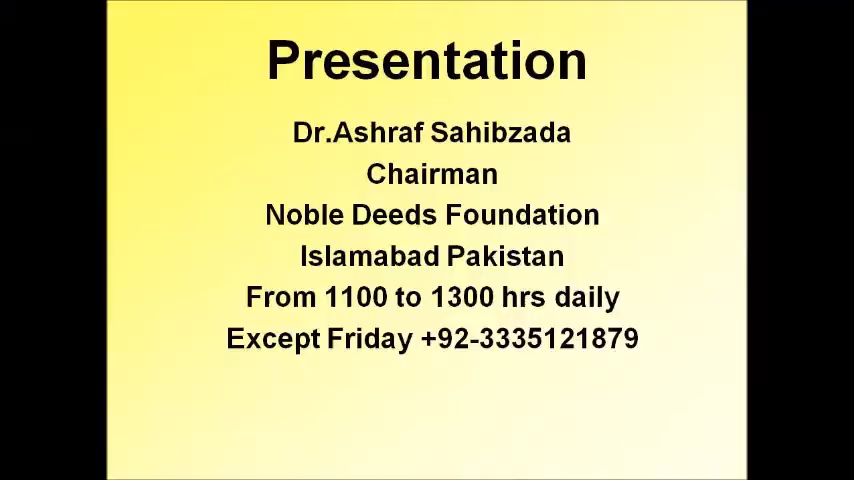 Presentation
Dr.Ashraf Sahibzada
Chairman
Noble Deeds Foundation
Islamabad Pakistan
From 1100 to 1300 hrs daily
Except Friday +92-3335121879